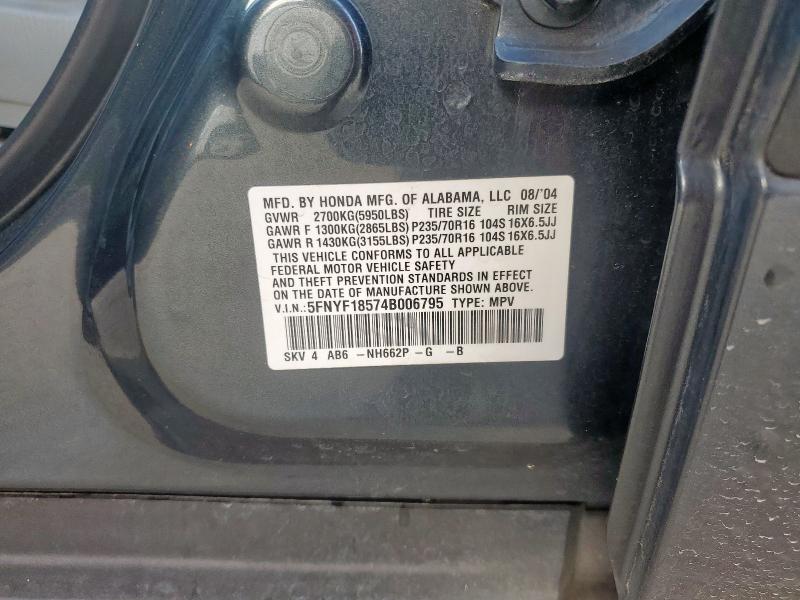 MFD. BY HONDA MFG. OF ALABAMA, LLC 08/'04
GVWR 2700KG(5950LBS) TIRE SIZE RIM SIZE
GAWR F 1300KG(2865LBS) P235/70R16 104S 16X6.5JJ
GAWR R 1430KG(3155LBS) P235/70R16 104S 16X6.5JJ
THIS VEHICLE CONFORMS TO ALL APPLICABLE
FEDERAL MOTOR VEHICLE SAFETY
AND THEFT PREVENTION STANDARDS IN EFFECT
ON THE DATE OF MANUFACTURE SHOWN ABOVE.
V.I.N.: 5FNYF18574B006795 TYPE: MPV
SKV 4 AB6 -NH662P -G -B